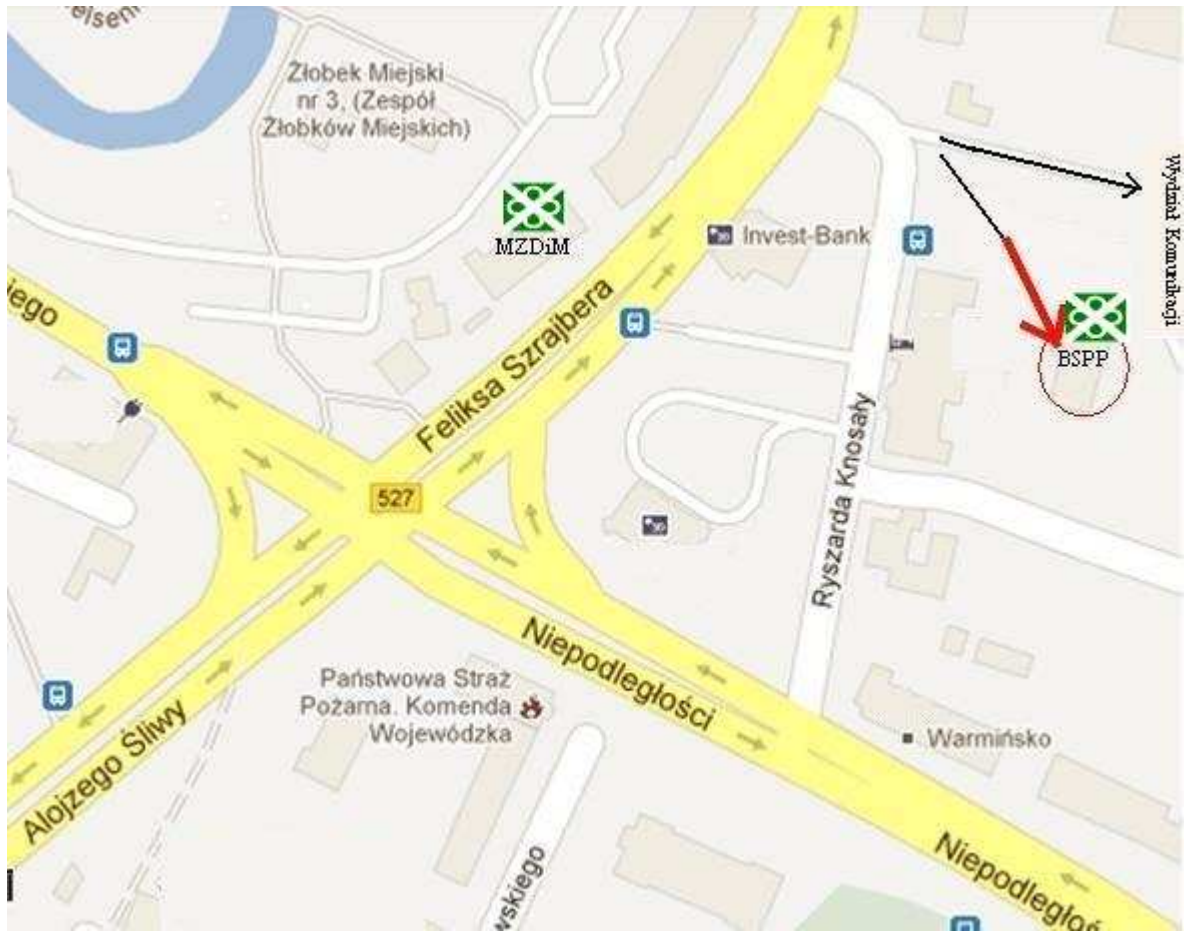 Żłobek Miejski
nr 3, (Zespół
Żłobków Miejskich)
MZDiM
Invest-Bank
Wydział Komunikacji
BSPP
Feliksa Szrajbera
527
Ryszarda Knosały
Niepodległości
Państwowa Straż
Pożarna. Komenda
Wojewódzka
Alojzego Śliwy
Warmińsko
Niepodległoś